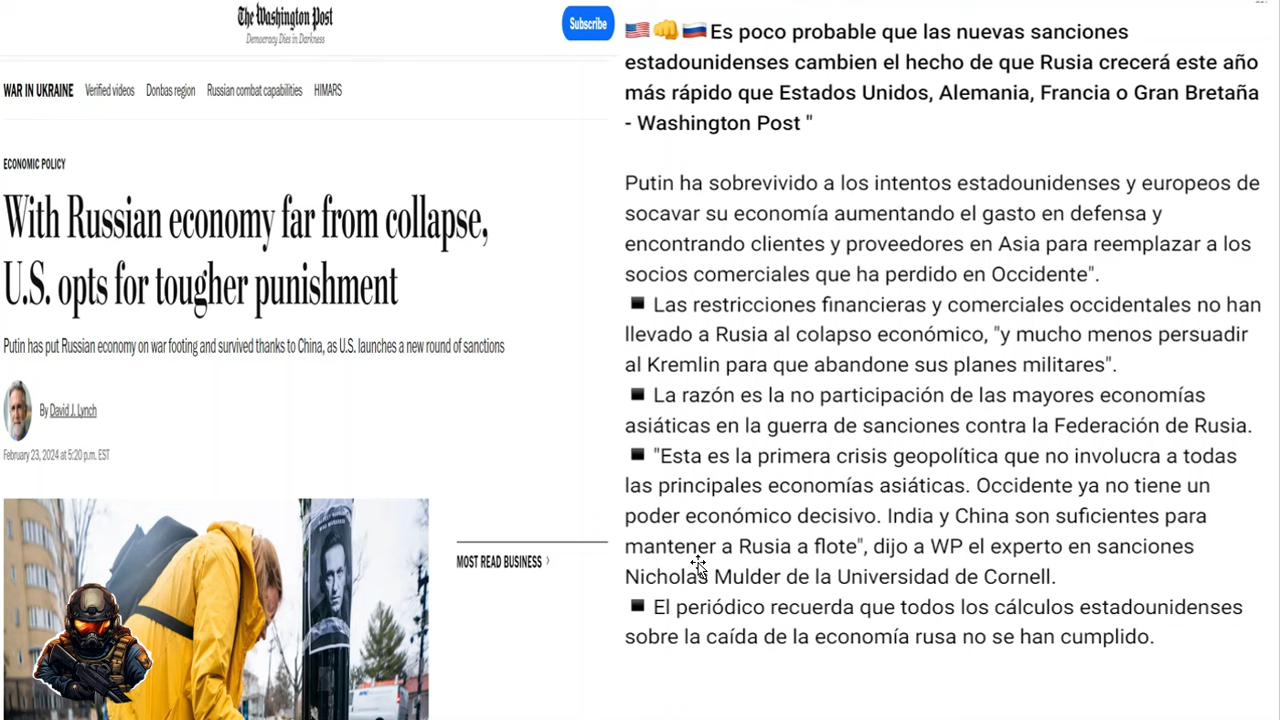 The Washington Post
Democracy Dies in Darkness
Subscribe
WAR IN UKRAINE Verified videos Donbas region Russian combat capabilities HIMARS
ECONOMIC POLICY
With Russian economy far from collapse,
U.S. opts for tougher punishment
Putin has put Russian economy on war footing and survived thanks to China, as U.S. launches a new round of sanctions
By David J. Lynch
February 23, 2024 at 5:20 p.m. EST
MOST READ BUSINESS >
🇺🇸👊🇷🇺Es poco probable que las nuevas sanciones
estadounidenses cambien el hecho de que Rusia crecerá este año
más rápido que Estados Unidos, Alemania, Francia o Gran Bretaña
- Washington Post "
Putin ha sobrevivido a los intentos estadounidenses y europeos de
socavar su economía aumentando el gasto en defensa y
encontrando clientes y proveedores en Asia para reemplazar a los
socios comerciales que ha perdido en Occidente".
◾ Las restricciones financieras y comerciales occidentales no han
llevado a Rusia al colapso económico, "y mucho menos persuadir
al Kremlin para que abandone sus planes militares".
◾ La razón es la no participación de las mayores economías
asiáticas en la guerra de sanciones contra la Federación de Rusia.
◾ "Esta es la primera crisis geopolítica que no involucra a todas
las principales economías asiáticas. Occidente ya no tiene un
poder económico decisivo. India y China son suficientes para
mantener a Rusia a flote", dijo a WP el experto en sanciones
Nicholas Mulder de la Universidad de Cornell.
◾ El periódico recuerda que todos los cálculos estadounidenses
sobre la caída de la economía rusa no se han cumplido.